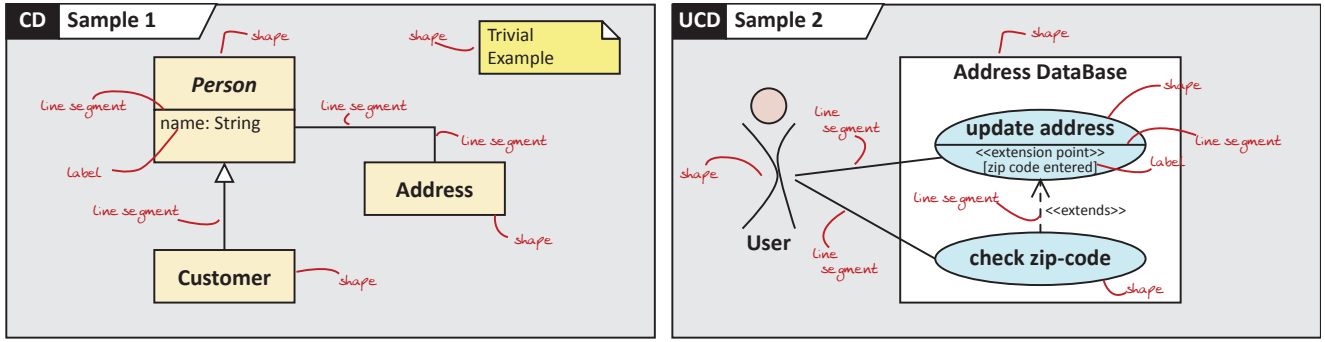 CD Sample 1
shape
shape
Trivial
Example
Person
line segment
line segment
name: String
line segment
label
Address
line segment
shape
Customer
shape
UCD Sample 2
shape
Address DataBase
shape
line
segment
update address
line segment
<<extension point>>
[zip code entered]
label
shape
line segment
<<extends>>
User
line
segment
check zip-code
shape